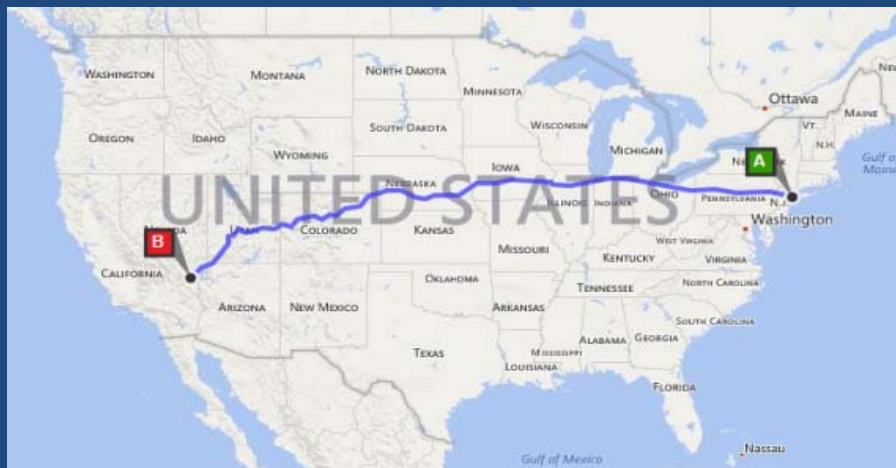 WASHINGTON
MONTANA
NORTH DAKOTA
MINNESOTA
Ottawa
MAINE
VT.
N.H.
OREGON
IDAHO
SOUTH DAKOTA
WISCONSIN
MICHIGAN
A
Gulf of
Maine
WYOMING
IOWA
NEBRASKA
UNITED STATES
OHIO
PENNSYLVANIA
N.J.
ILLINOIS
INDIANA
B
UTAH
COLORADO
KANSAS
Washington
WEST VIRGINIA
MISSOURI
KENTUCKY
VIRGINIA
CALIFORNIA
OKLAHOMA
TENNESSEE
NORTH CAROLINA
ARIZONA
NEW MEXICO
ARKANSAS
SOUTH CAROLINA
TEXAS
MISSISSIPPI
ALABAMA
GEORGIA
LOUISIANA
FLORIDA
Gulf of Mexico
Nassau